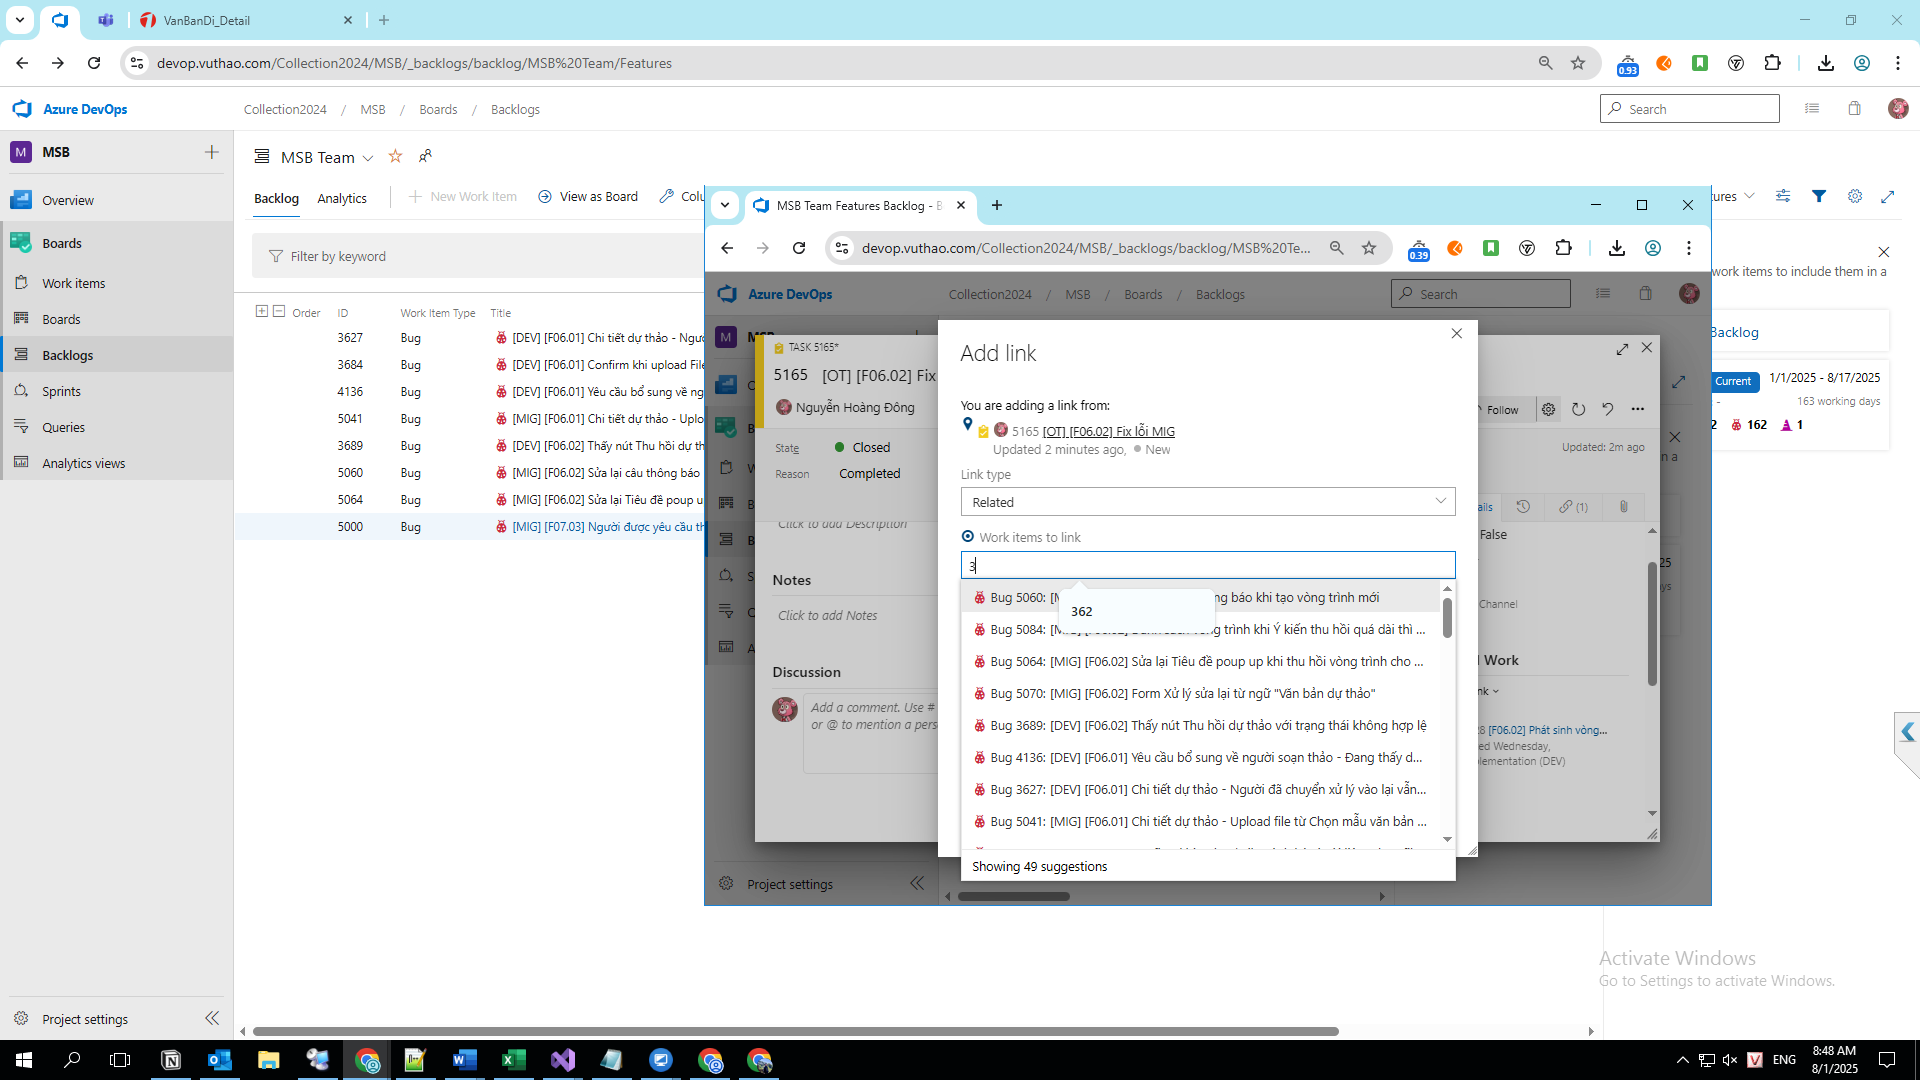 VanBanDi_Detail
devop.vuthao.com/Collection2024/MSB/_backlogs/backlog/MSB%20Team/Features
0.93
Azure DevOps
Collection2024 / MSB / Boards / Backlogs
Search
M MSB
Overview
Boards
Work items
Boards
Backlogs
Sprints
Queries
Analytics views
Project settings
MSB Team
Backlog
Analytics
New Work Item
View as Board
Filter by keyword
Order ID Work Item Type Title
3627 Bug [DEV] [F06.01] Chi tiết dự thảo - Ngườ
3684 Bug [DEV] [F06.01] Confirm khi upload File
4136 Bug [DEV] [F06.01] Yêu cầu bổ sung về ng
5041 Bug [MIG] [F06.01] Chi tiết dự thảo - Uplo
3689 Bug [DEV] [F06.02] Thấy nút Thu hồi dự th
5060 Bug [MIG] [F06.02] Sửa lại câu thông báo
5064 Bug [MIG] [F06.02] Sửa lại Tiêu đề poup u
5000 Bug [MIG] [F07.03] Người được yêu cầu th
MSB Team Features Backlog - B
devop.vuthao.com/Collection2024/MSB/_backlogs/backlog/MSB%20Te...
0.39
Azure DevOps
Collection2024 / MSB / Boards / Backlogs
Search
M
TASK 5165*
5165 [OT] [F06.02] Fix
Nguyễn Hoàng Đông
State Closed
Reason Completed
Click to add Description
Notes
Click to add Notes
Discussion
Add a comment. Use #
or @ to mention a pers
Project settings
Add link
You are adding a link from:
5165 [OT] [F06.02] Fix lỗi MIG
Updated 2 minutes ago, New
Link type
Related
Work items to link
3
362
Bug 5060: [M ng báo khi tạo vòng trình mới
Bug 5084: trình khi Ý kiến thu hồi quá dài thì ...
Bug 5064: [MIG] [F06.02] Sửa lại Tiêu đề poup up khi thu hồi vòng trình cho ...
Bug 5070: [MIG] [F06.02] Form Xử lý sửa lại từ ngữ "Văn bản dự thảo"
Bug 3689: [DEV] [F06.02] Thấy nút Thu hồi dự thảo với trạng thái không hợp lệ
Bug 4136: [DEV] [F06.01] Yêu cầu bổ sung về người soạn thảo - Đang thấy d...
Bug 3627: [DEV] [F06.01] Chi tiết dự thảo - Người đã chuyển xử lý vào lại vẫn...
Bug 5041: [MIG] [F06.01] Chi tiết dự thảo - Upload file từ Chọn mẫu văn bản ...
Showing 49 suggestions
Follow
Updated: 2m ago
(1)
False
Channel
Work
[F06.02] Phát sinh vòng...
ed Wednesday,
lementation (DEV)
work items to include them in a
Backlog
Current 1/1/2025 - 8/17/2025
163 working days
2 162 1
Activate Windows
Go to Settings to activate Windows.
ENG
8:48 AM
8/1/2025